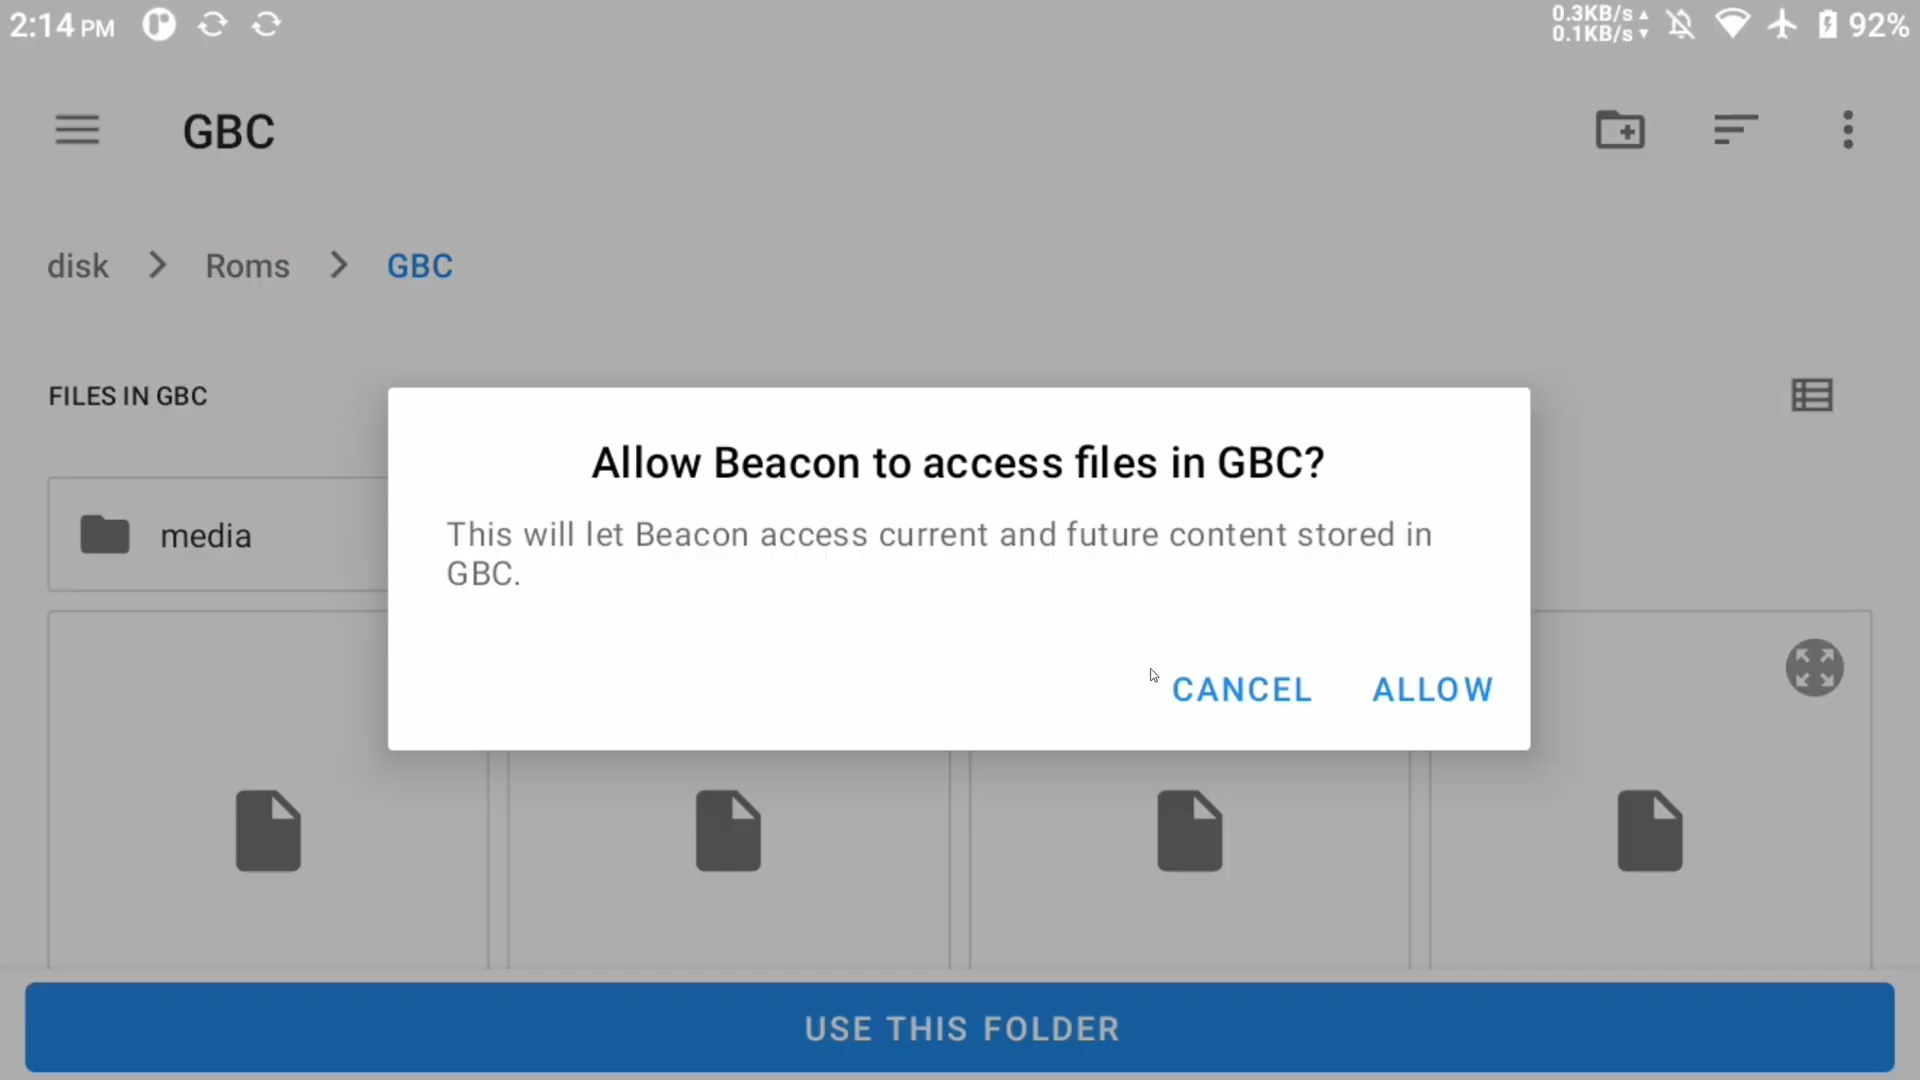 2:14 PM
0.3KB/s
0.1KB/s
92%
GBC
disk
Roms
GBC
FILES IN GBC
Allow Beacon to access files in GBC?
This will let Beacon access current and future content stored in
GBC.
media
CANCEL
ALLOW
USE THIS FOLDER